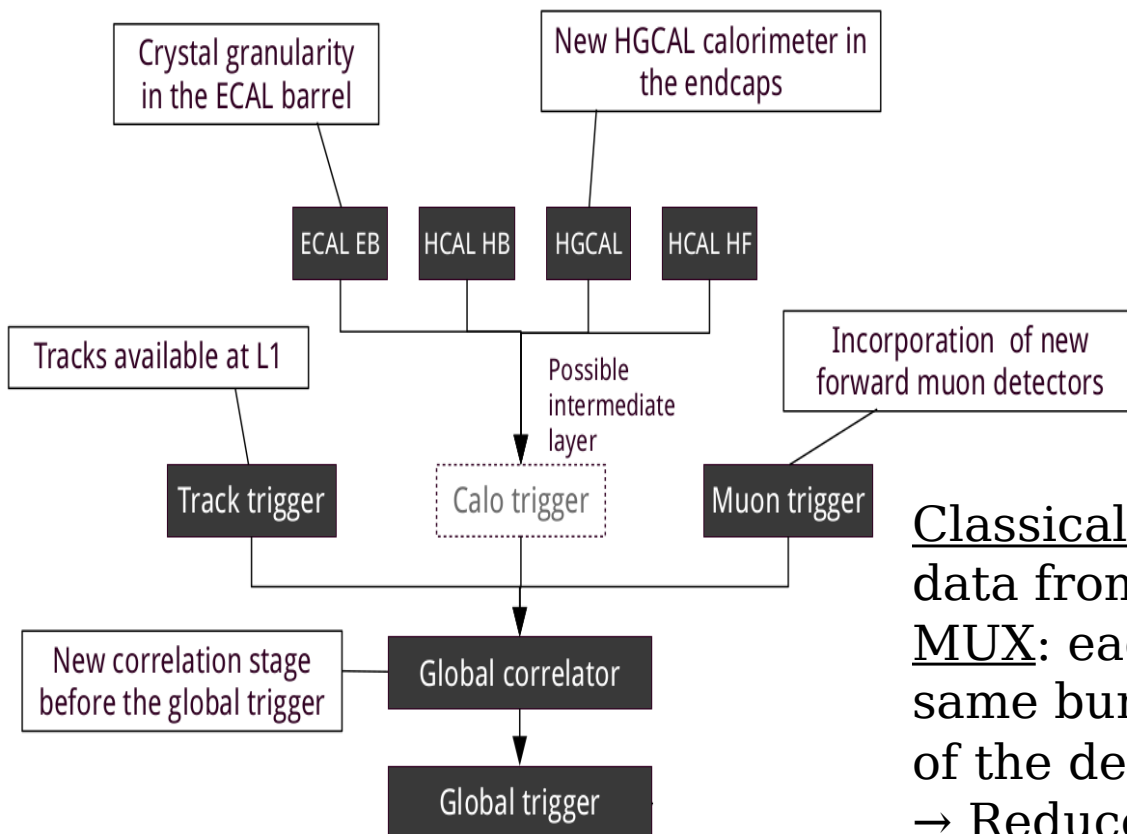 Crystal granularity
in the ECAL barrel
New HGCAL calorimeter in
the endcaps
ECAL EB
HCAL HB
HGCAL
HCAL HF
Tracks available at L1
Possible
intermediate
layer
Incorporation of new
forward muon detectors
Track trigger
Calo trigger
Muon trigger
New correlation stage
before the global trigger
Global correlator
Global trigger
Classical
data from
MUX: eac
same bun
of the de
→ Reduce